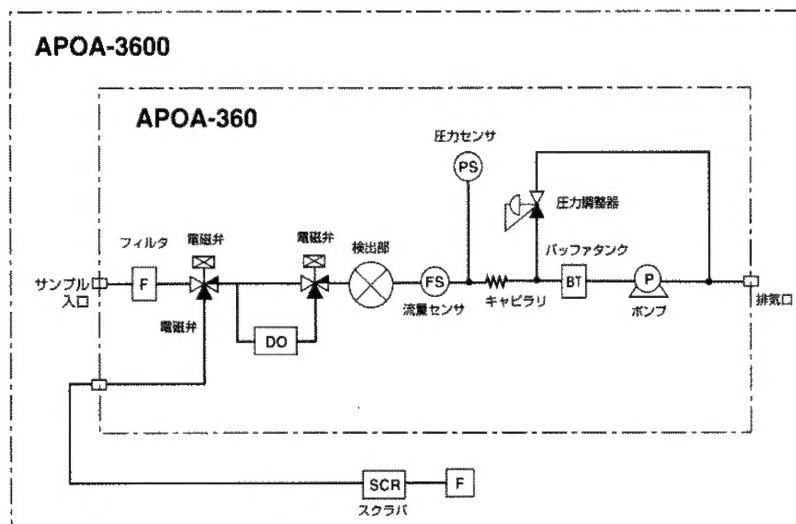 APOA-3600
APOA-360
圧力センサ
PS
圧力調整器
フィルタ
電磁弁
電磁弁
検出部
バッファタンク
サンプル
入口
F
FS
BT
P
電磁弁
流量センサ
キャピラリ
ポンプ
排気口
DO
SCR
F
スクラバ